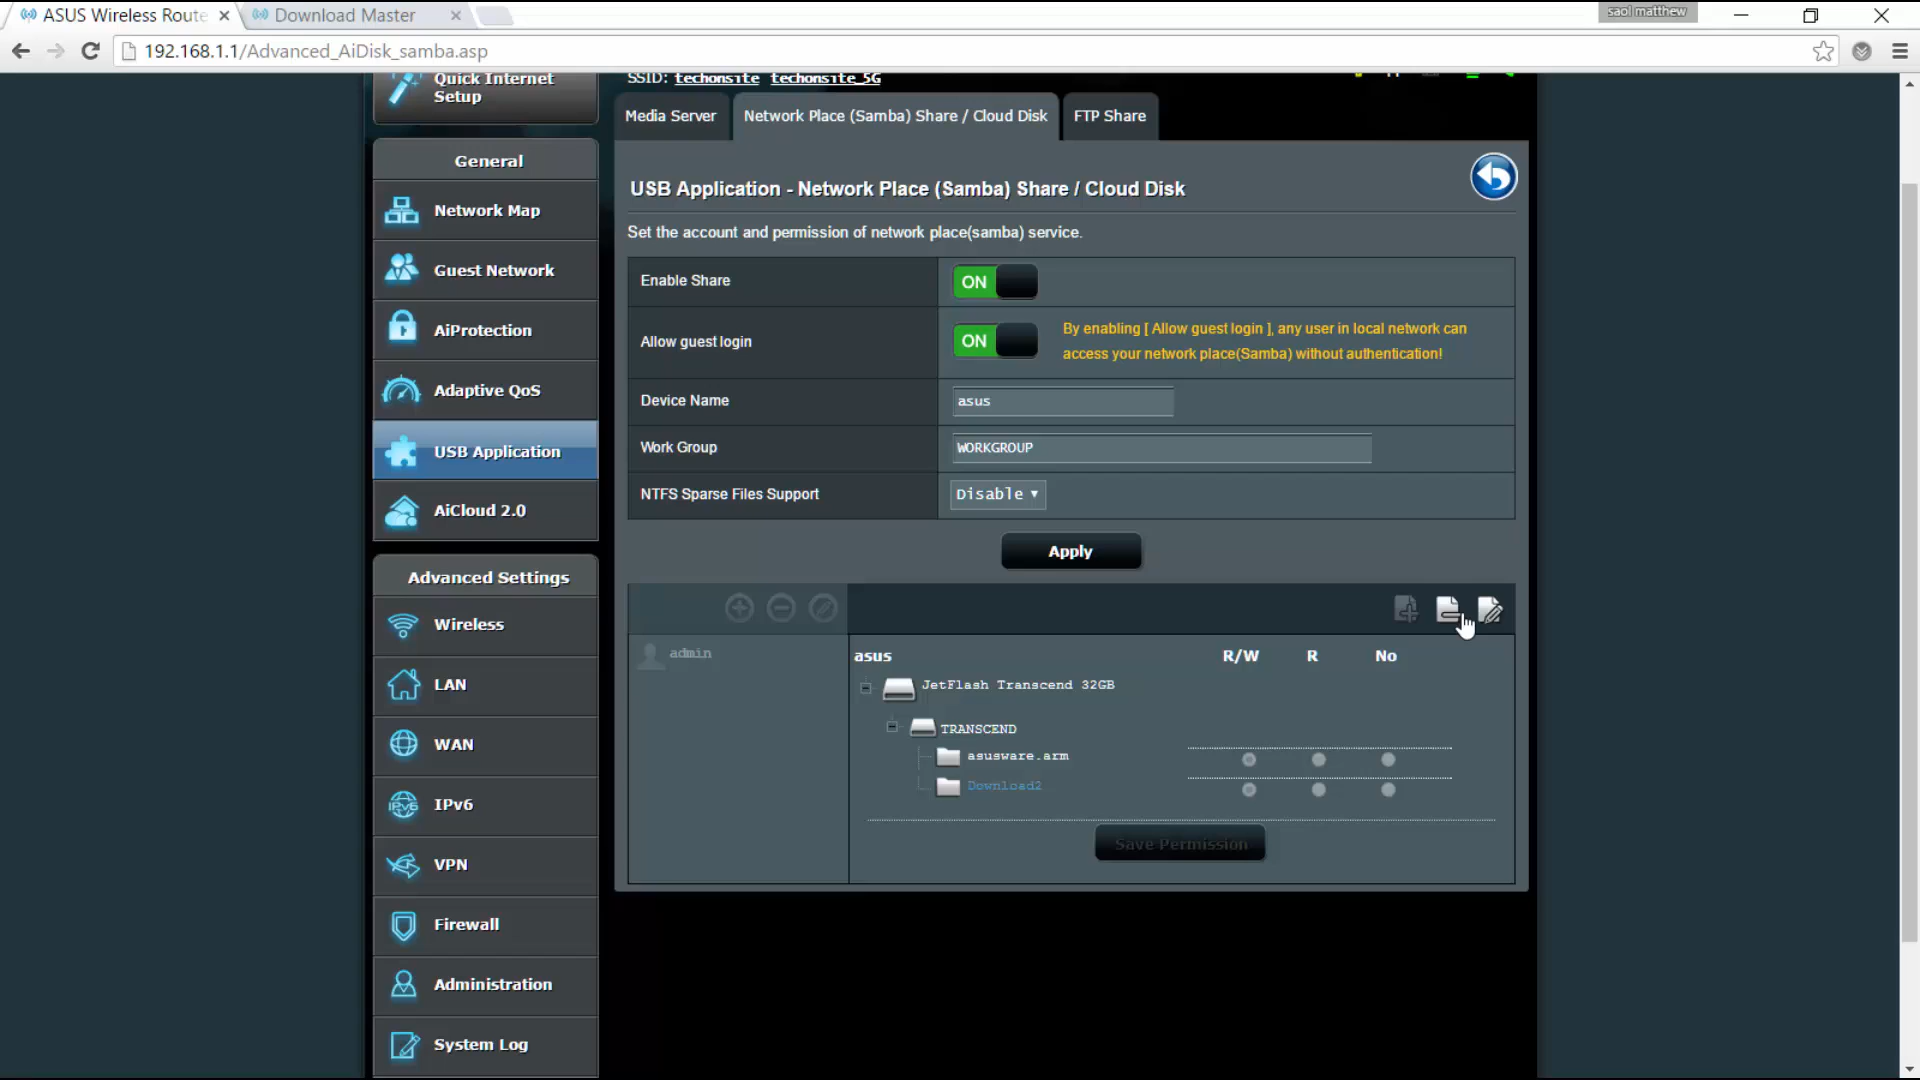 ASUS Wireless Route
Download Master
saol matthew
192.168.1.1/Advanced_AiDisk_samba.asp
Quick Internet
Setup
SSID: techonsite techonsite_5G
Media Server
Network Place (Samba) Share / Cloud Disk
FTP Share
General
Network Map
Guest Network
AiProtection
Adaptive QoS
USB Application
AiCloud 2.0
Advanced Settings
Wireless
LAN
WAN
IPv6
IPv6
VPN
Firewall
Administration
System Log
USB Application - Network Place (Samba) Share / Cloud Disk
Set the account and permission of network place(samba) service.
Enable Share
ON
Allow guest login
ON
By enabling [ Allow guest login ], any user in local network can
access your network place(Samba) without authentication!
Device Name
asus
Work Group
WORKGROUP
NTFS Sparse Files Support
Disable
Apply
admin
asus
R/W
R
No
JetFlash Transcend 32GB
TRANSCEND
asusware.arm
Download2
Save Permission